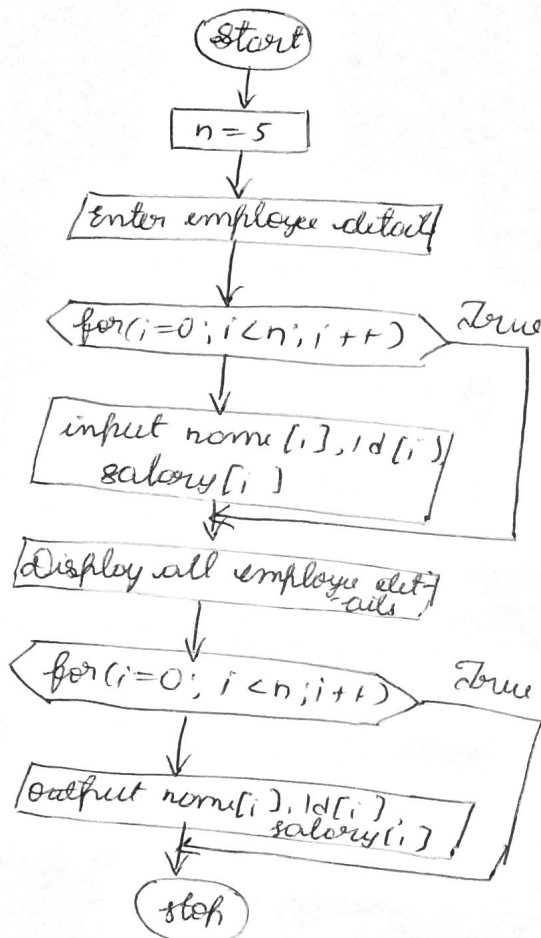 Start
n = 5
Enter employee detail
for(i=0; i<n; i++)
True
input name[i], Id[i]
salary[i]
Display all employe det-
ails
for(i=0; i<n; i++)
True
output name[i], Id[i],
salary[i]
stop